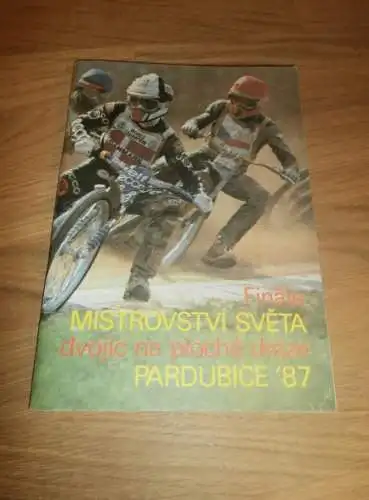 Finále
MISTROVSTVÍ SVĚTA
dvojic na ploché dráze
PARDUBICE '87